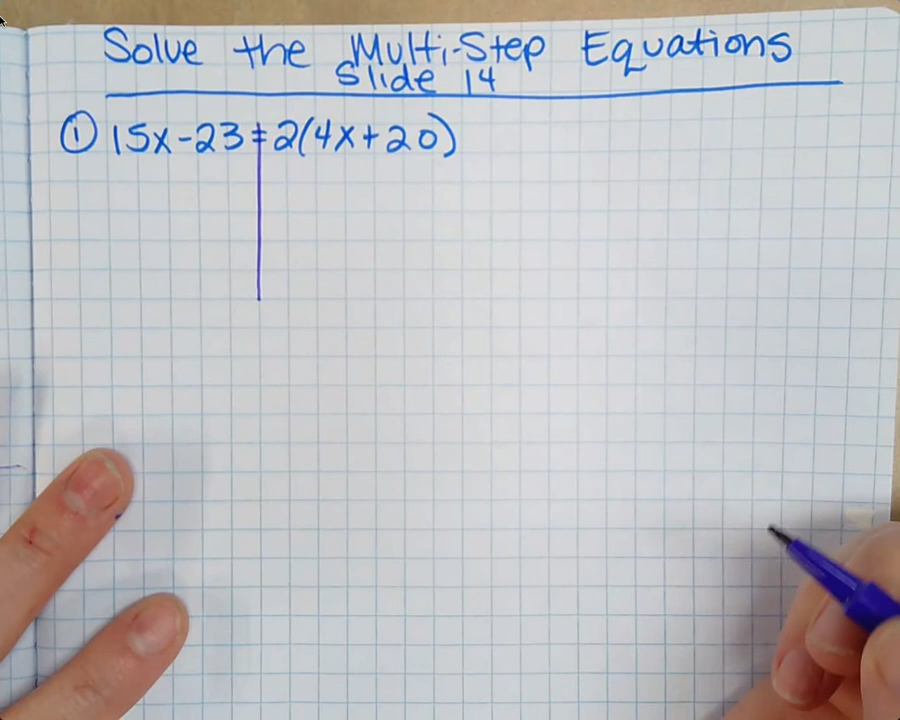 Solve the Multi-Step Equations
Slide 14
① 15x-23=2(4x+20)